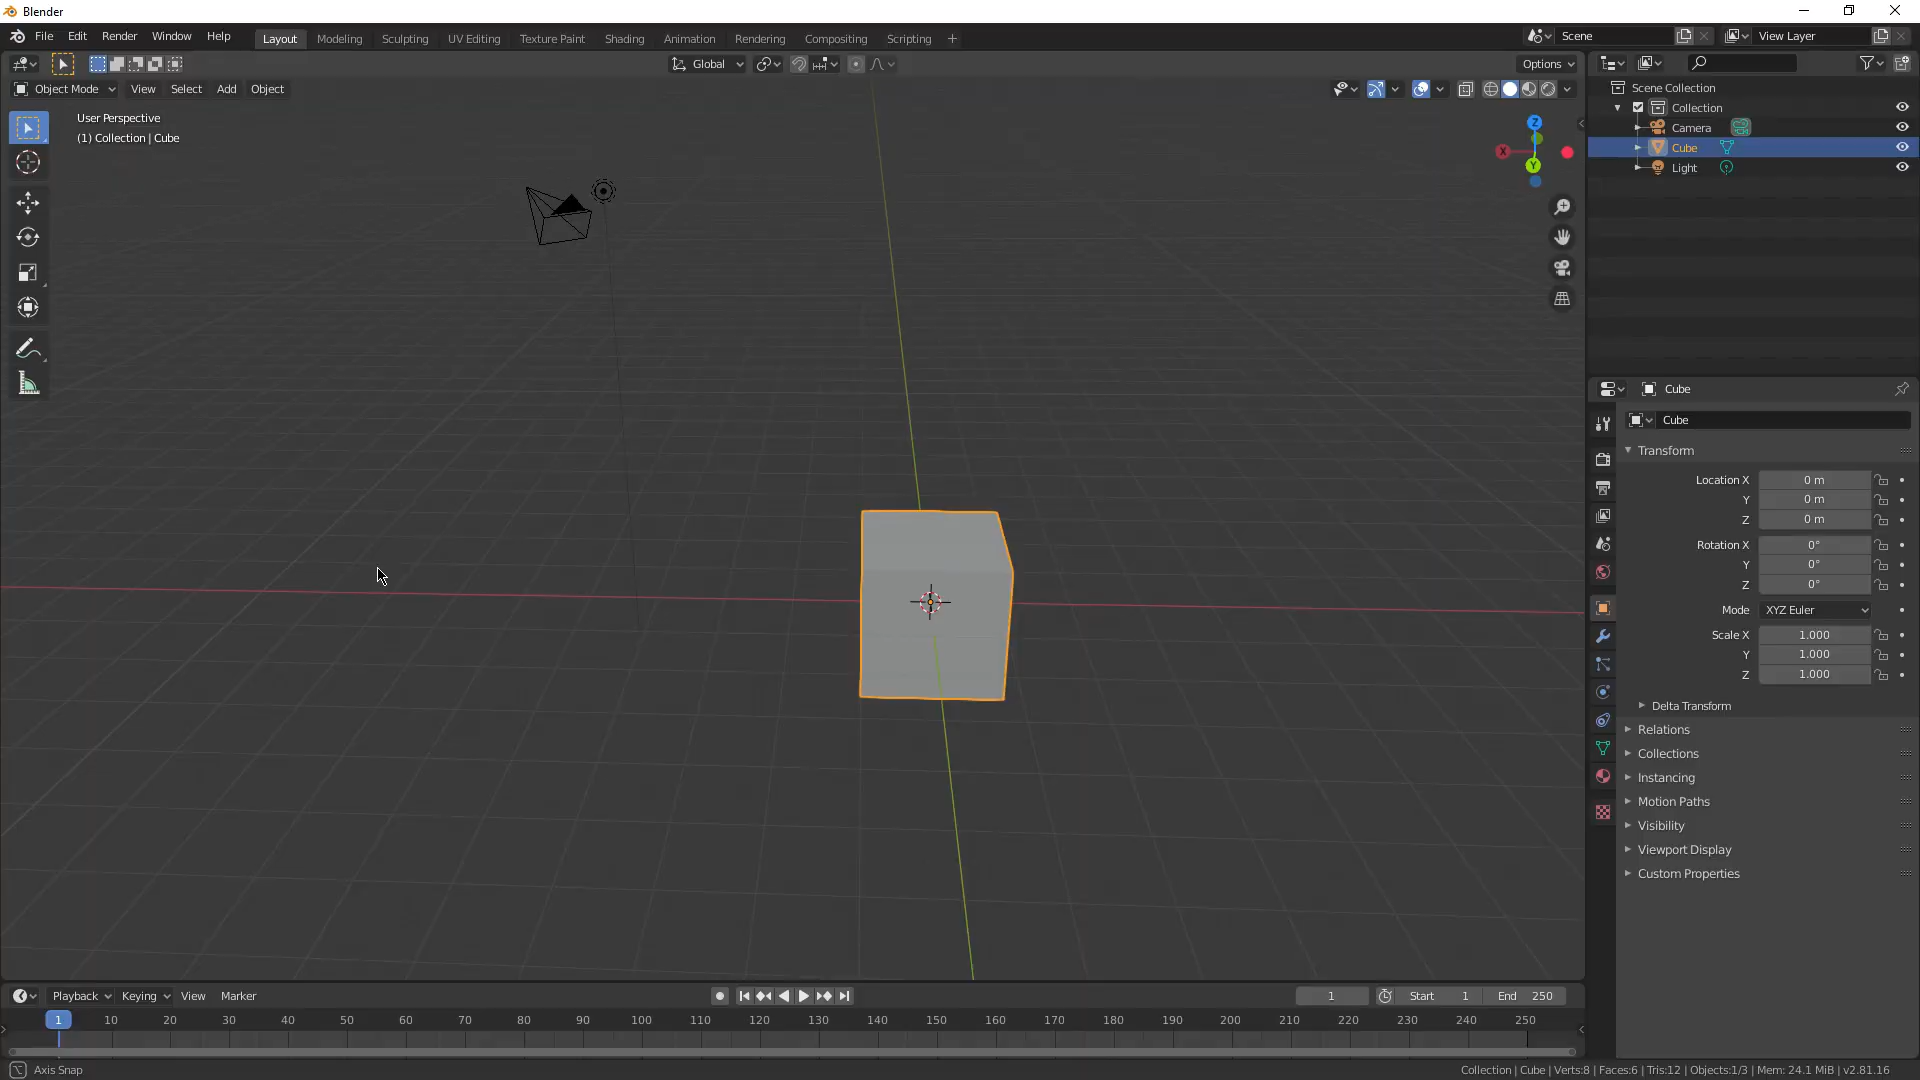 Blender
File Edit Render Window Help Layout Modeling Sculpting UV Editing Texture Paint Shading Animation Rendering Compositing Scripting + Scene View Layer
Global Options
Object Mode View Select Add Object
User Perspective
(1) Collection | Cube
Z
X
Y
Scene Collection
Collection
Camera
Cube
Light
Cube
Cube
Transform
Location X 0 m
Y 0 m
Z 0 m
Rotation X 0°
Y 0°
Z 0°
Mode XYZ Euler
Scale X 1.000
Y 1.000
Z 1.000
Delta Transform
Relations
Collections
Instancing
Motion Paths
Visibility
Viewport Display
Custom Properties
Playback Keying View Marker 1 Start 1 End 250
1 10 20 30 40 50 60 70 80 90 100 110 120 130 140 150 160 170 180 190 200 210 220 230 240 250
Axis Snap Collection | Cube | Verts:8 | Faces:6 | Tris:12 | Objects:1/3 | Mem: 24.1 MiB | v2.81.16